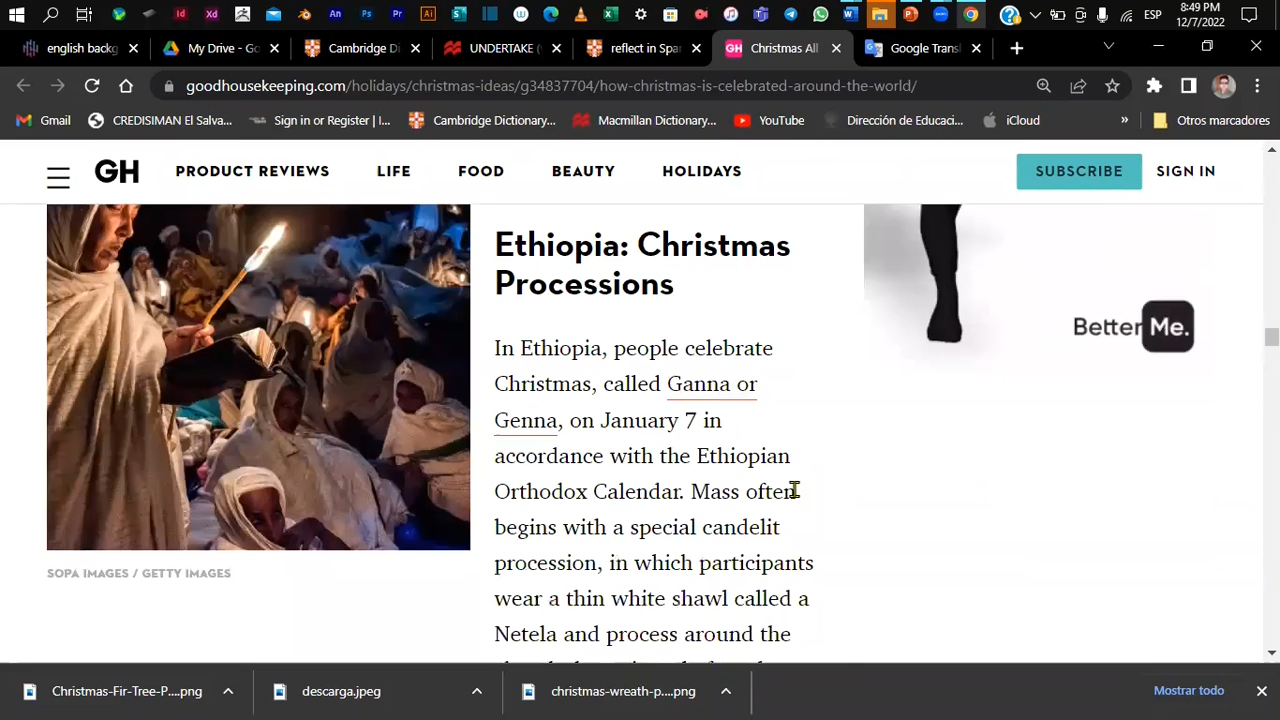 8:49 PM
ESP
12/7/2022
english backg
My Drive - Go
Cambridge Di
UNDERTAKE (
reflect in Spar
Christmas All
Google Transl
goodhousekeeping.com/holidays/christmas-ideas/g34837704/how-christmas-is-celebrated-around-the-world/
Gmail
CREDISIMAN El Salva...
Sign in or Register | I...
Cambridge Dictionary...
Macmillan Dictionary...
YouTube
Dirección de Educaci...
iCloud
»
Otros marcadores
GH
PRODUCT REVIEWS
LIFE
FOOD
BEAUTY
HOLIDAYS
SUBSCRIBE
SIGN IN
Ethiopia: Christmas
Processions
BetterMe.
In Ethiopia, people celebrate
Christmas, called Ganna or
Genna, on January 7 in
accordance with the Ethiopian
Orthodox Calendar. Mass often
begins with a special candelit
procession, in which participants
wear a thin white shawl called a
Netela and process around the
SOPA IMAGES / GETTY IMAGES
Christmas-Fir-Tree-P....png
descarga.jpeg
christmas-wreath-p....png
Mostrar todo